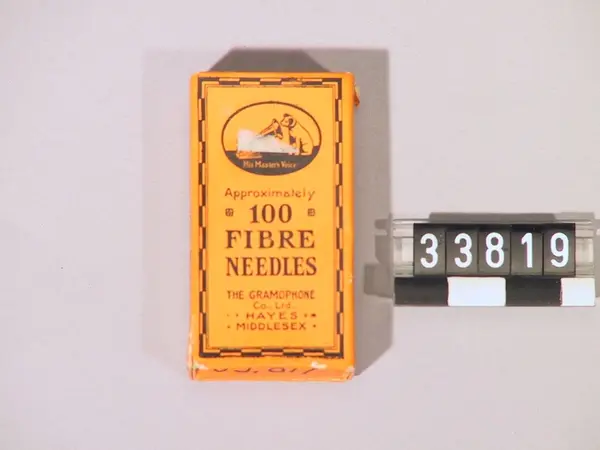 His Master's Voice
Approximately
100
FIBRE
NEEDLES
THE GRAMOPHONE
Co., Ltd.
HAYES
MIDDLESEX
33819